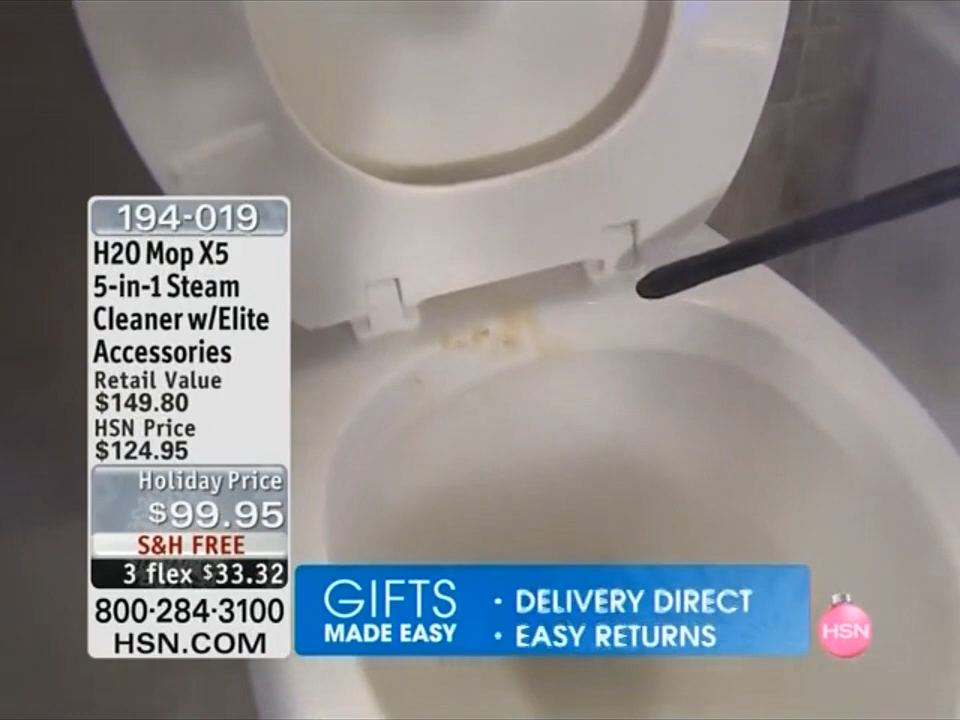 194-019
H2O Mop X5
5-in-1 Steam
Cleaner w/Elite
Accessories
Retail Value
$149.80
HSN Price
$124.95
Holiday Price
$99.95
S&H FREE
3 flex $33.32
800·284·3100
HSN.COM
GIFTS
MADE EASY
· DELIVERY DIRECT
· EASY RETURNS
HSN